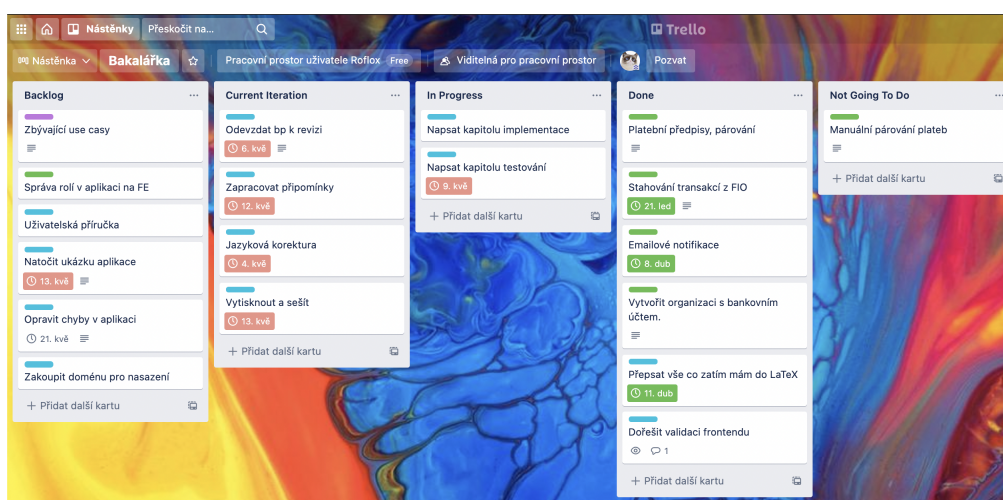 Nástěnky
Přeskočit na...
Trello
Nástěnka
Bakalářka
Pracovní prostor uživatele Roflox Free
Viditelná pro pracovní prostor
Pozvat
Backlog
Zbývající use casy
Správa rolí v aplikaci na FE
Uživatelská příručka
Natočit ukázku aplikace
13. kvě
Opravit chyby v aplikaci
21. kvě
Zakoupit doménu pro nasazení
+ Přidat další kartu
Current Iteration
Odevzdat bp k revizi
6. kvě
Zapracovat připomínky
12. kvě
Jazyková korektura
4. kvě
Vytisknout a sešít
13. kvě
+ Přidat další kartu
In Progress
Napsat kapitolu implementace
Napsat kapitolu testování
9. kvě
+ Přidat další kartu
Done
Platební předpisy, párování
Stahování transakcí z FIO
21. led
Emailové notifikace
8. dub
Vytvořit organizaci s bankovním
účtem.
Přepsat vše co zatím mám do LaTeX
11. dub
Dořešit validaci frontendu
1
+ Přidat další kartu
Not Going To Do
Manuální párování plateb
+ Přidat další kartu